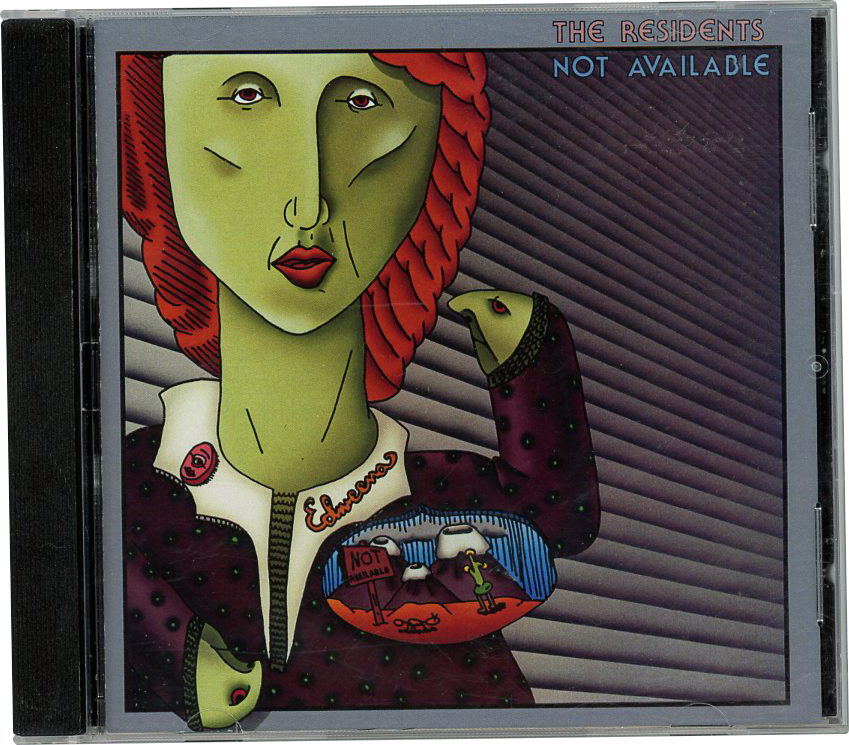 THE RESIDENTS
NOT AVAILABLE
Edweena
NOT
AVAILABLE